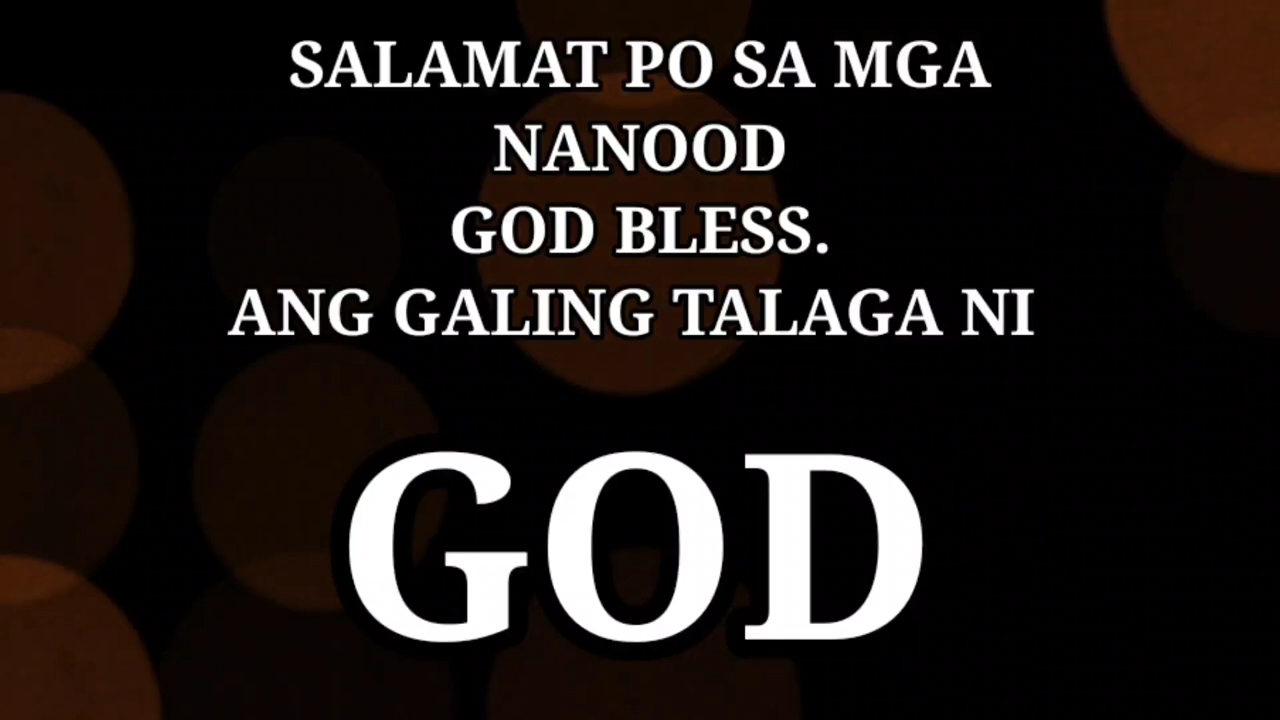 SALAMAT PO SA MGA
NANOOD
GOD BLESS.
ANG GALING TALAGA NI
GOD